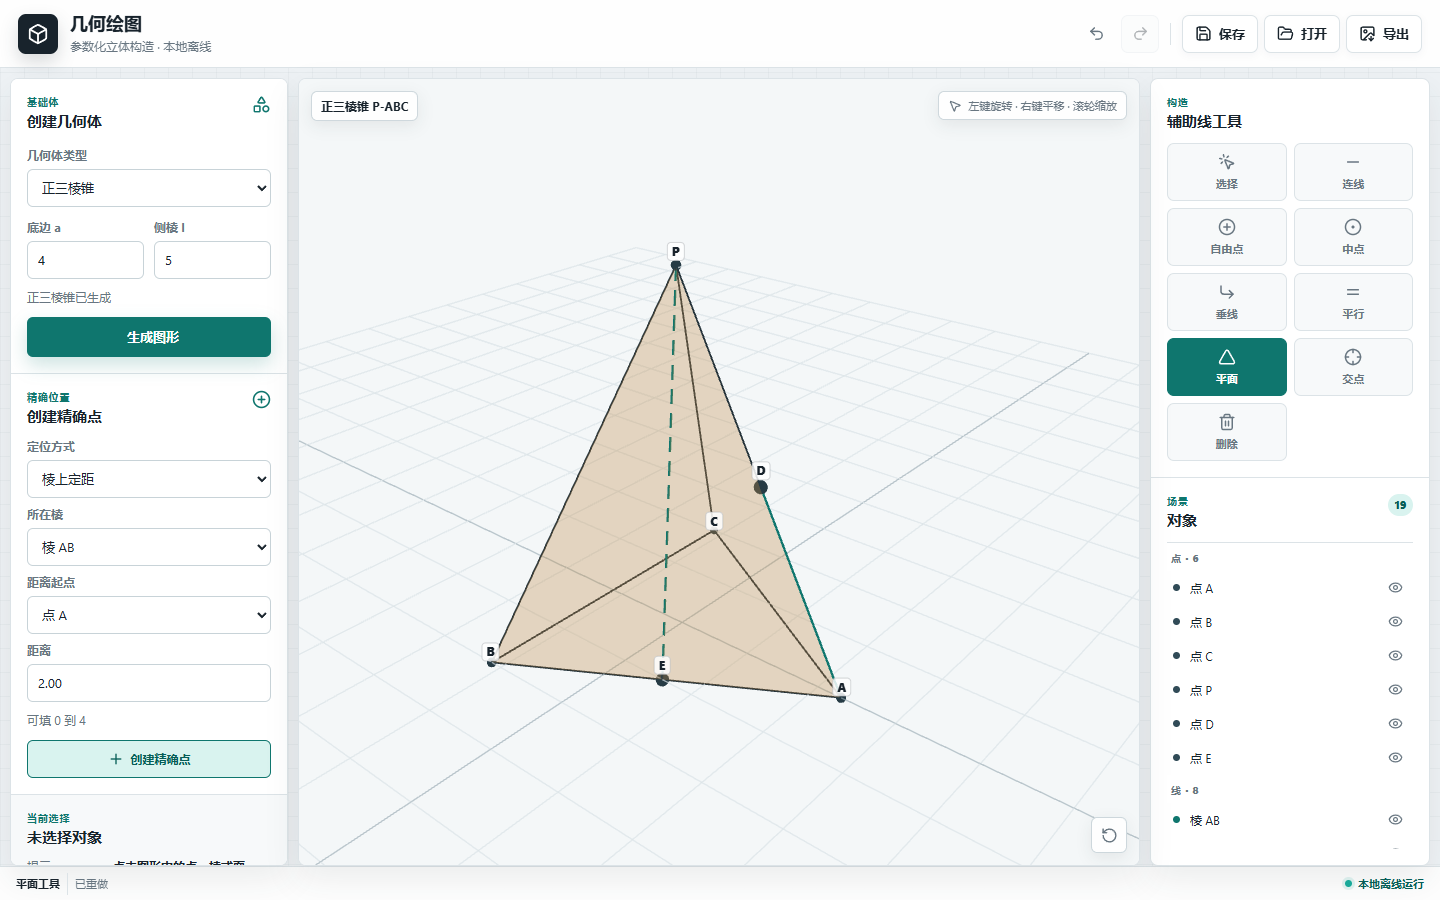 几何绘图
参数化立体构造 · 本地离线
保存
打开
导出
基础体
创建几何体
几何体类型
正三棱锥
底边 a
侧棱 l
4
5
正三棱锥已生成
生成图形
精确位置
创建精确点
定位方式
棱上定距
所在棱
棱 AB
距离起点
点 A
距离
2.00
可填 0 到 4
创建精确点
当前选择
未选择对象
正三棱锥 P-ABC
左键旋转 · 右键平移 · 滚轮缩放
P
D
C
B
E
A
构造
辅助线工具
选择
连线
自由点
中点
垂线
平行
平面
交点
删除
场景
对象
19
点 · 6
点 A
点 B
点 C
点 P
点 D
点 E
线 · 8
棱 AB
平面工具
已重做
本地离线运行